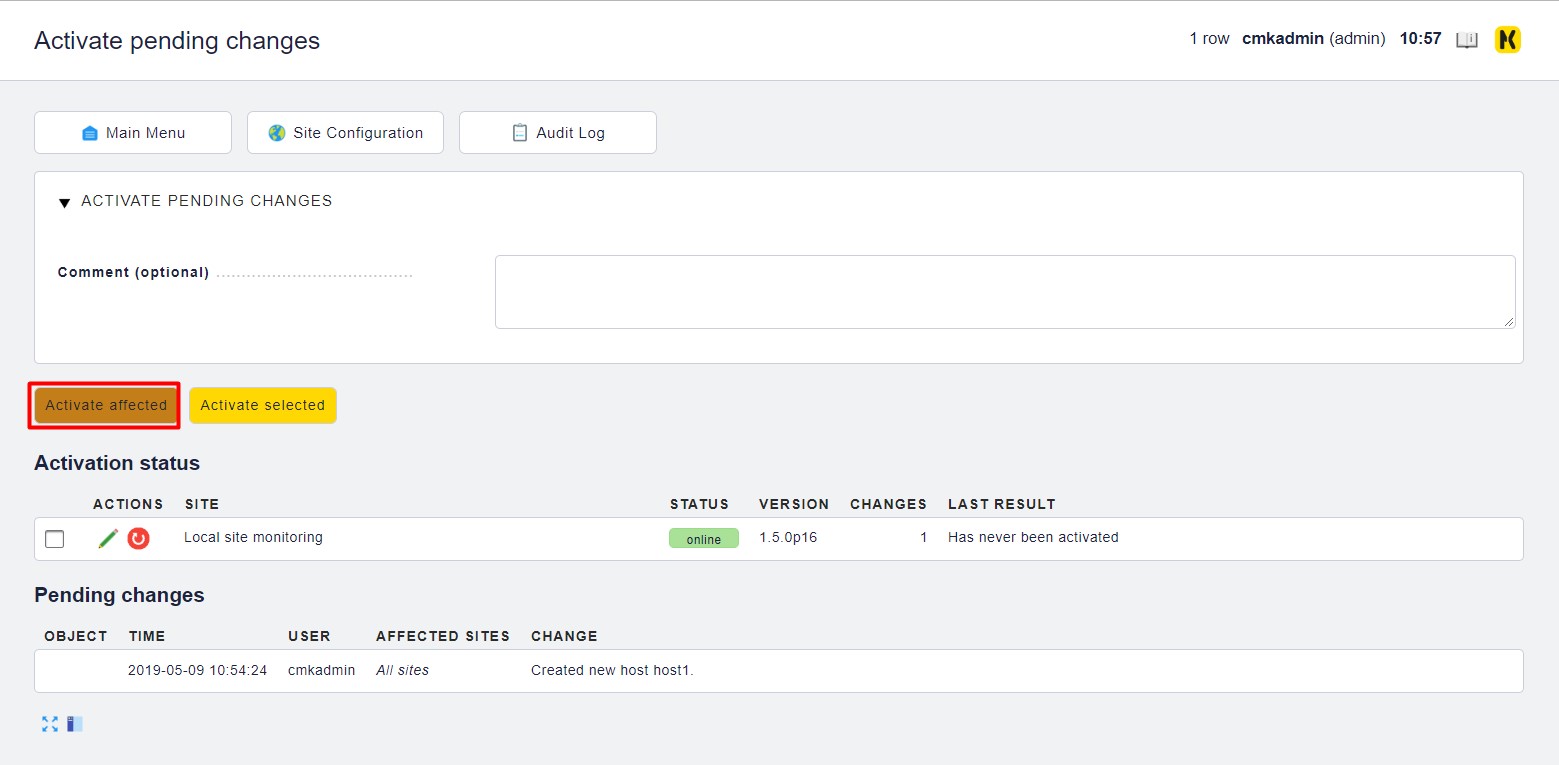 Activate pending changes
1 row cmkadmin (admin) 10:57
Main Menu
Site Configuration
Audit Log
ACTIVATE PENDING CHANGES
Comment (optional)
Activate affected
Activate selected
Activation status
ACTIONS SITE STATUS VERSION CHANGES LAST RESULT
Local site monitoring online 1.5.0p16 1 Has never been activated
Pending changes
OBJECT TIME USER AFFECTED SITES CHANGE
2019-05-09 10:54:24 cmkadmin All sites Created new host host1.